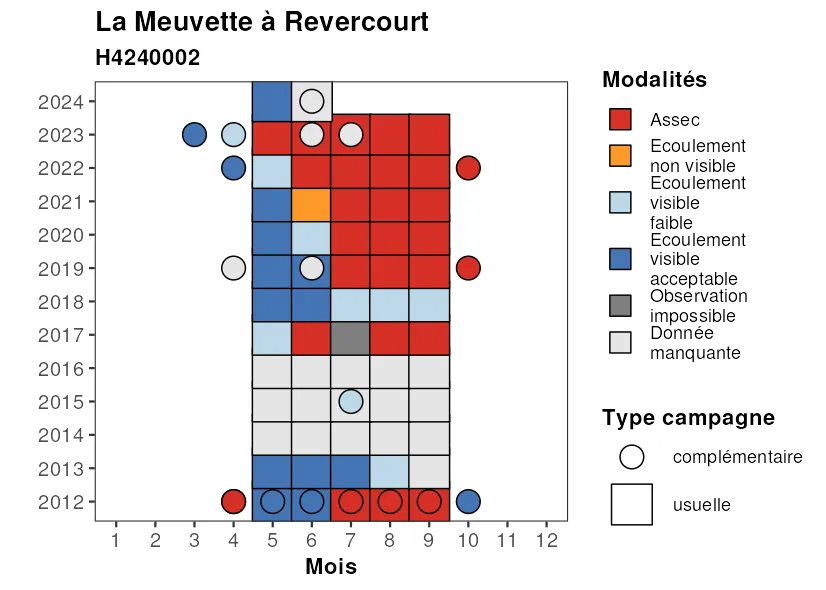 La Meuvette à Revercourt
H4240002
2024
2023
2022
2021
2020
2019
2018
2017
2016
2015
2014
2013
2012
1 2 3 4 5 6 7 8 9 10 11 12
Mois
Modalités
Assec
Ecoulement
non visible
Ecoulement
visible
faible
Ecoulement
visible
acceptable
Observation
impossible
Donnée
manquante
Type campagne
complémentaire
usuelle